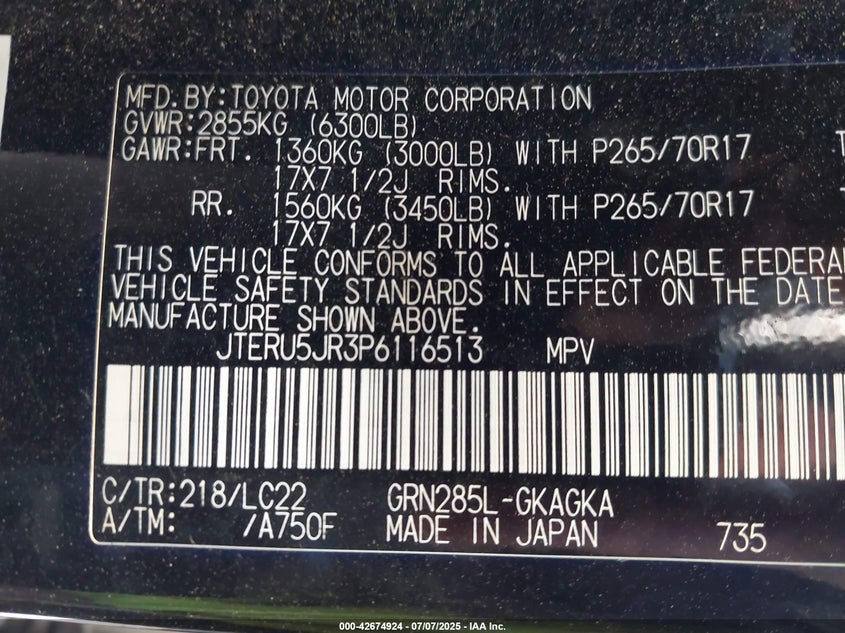 MFD.BY:TOYOTA MOTOR CORPORATION
GVWR:2855KG (6300LB)
GAWR:FRT. 1360KG (3000LB) WITH P265/70R17 T
17X7 1/2J RIMS.
RR. 1560KG (3450LB) WITH P265/70R17
17X7 1/2J RIMS.
THIS VEHICLE CONFORMS TO ALL APPLICABLE FEDERA
VEHICLE SAFETY STANDARDS IN EFFECT ON THE DATE
MANUFACTURE SHOWN ABOVE.
JTERU5JR3P6116513 MPV
C/TR:218/LC22 GRN285L-GKAGKA
A/TM: /A750F MADE IN JAPAN 735
000-42674924 - 07/07/2025 - IAA Inc.